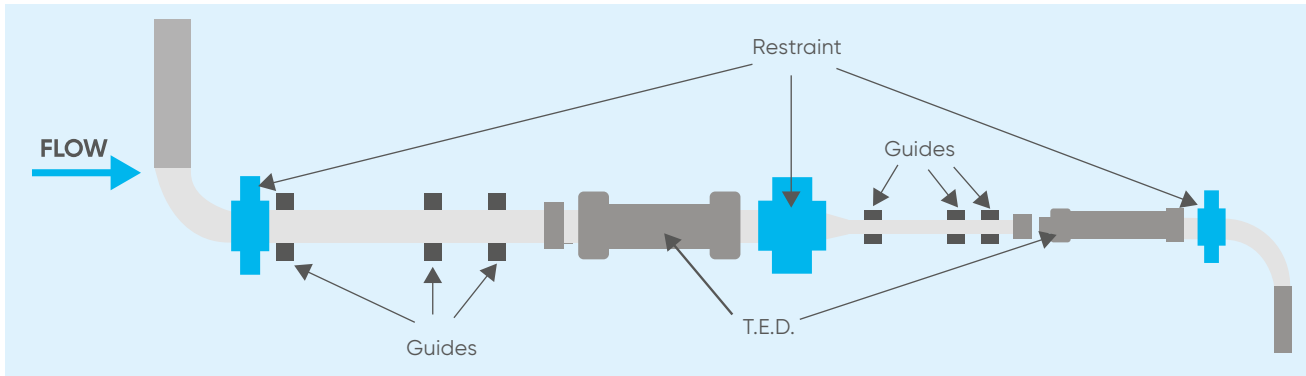 Restraint
FLOW
Guides
T.E.D.
Guides